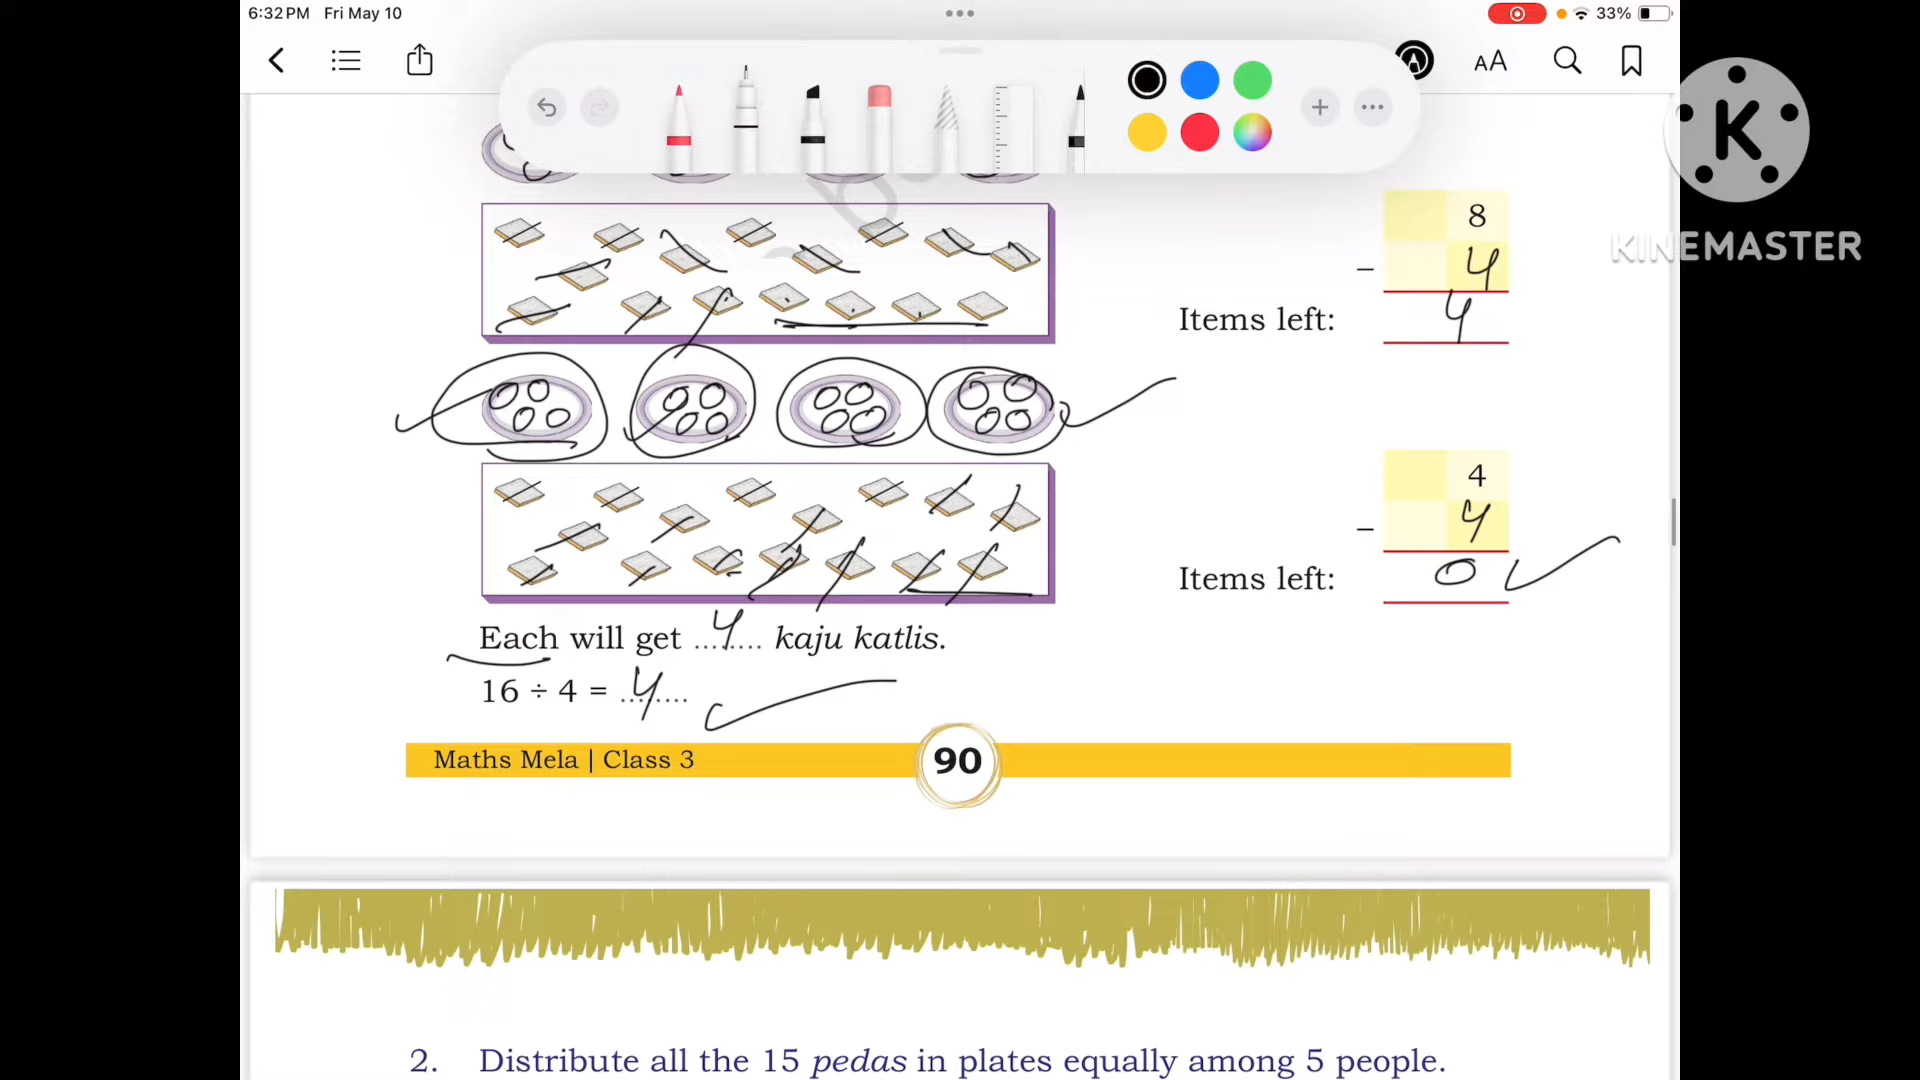 6:32 PM Fri May 10
33%
AA
K
KINEMASTER
8
− 4
Items left: 4
4
− 4
Items left: 0
Each will get ...4... kaju katlis.
16 ÷ 4 = ...4...
Maths Mela | Class 3
90
2. Distribute all the 15 pedas in plates equally among 5 people.